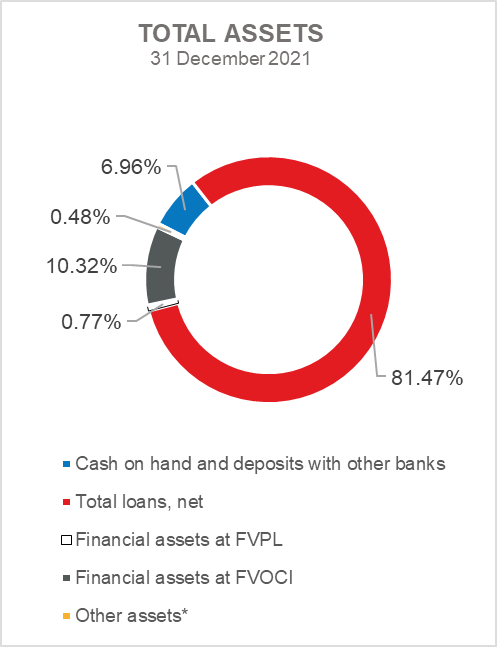 TOTAL ASSETS
31 December 2021
6.96%
0.48%
10.32%
0.77%
81.47%
Cash on hand and deposits with other banks
Total loans, net
Financial assets at FVPL
Financial assets at FVOCI
Other assets*